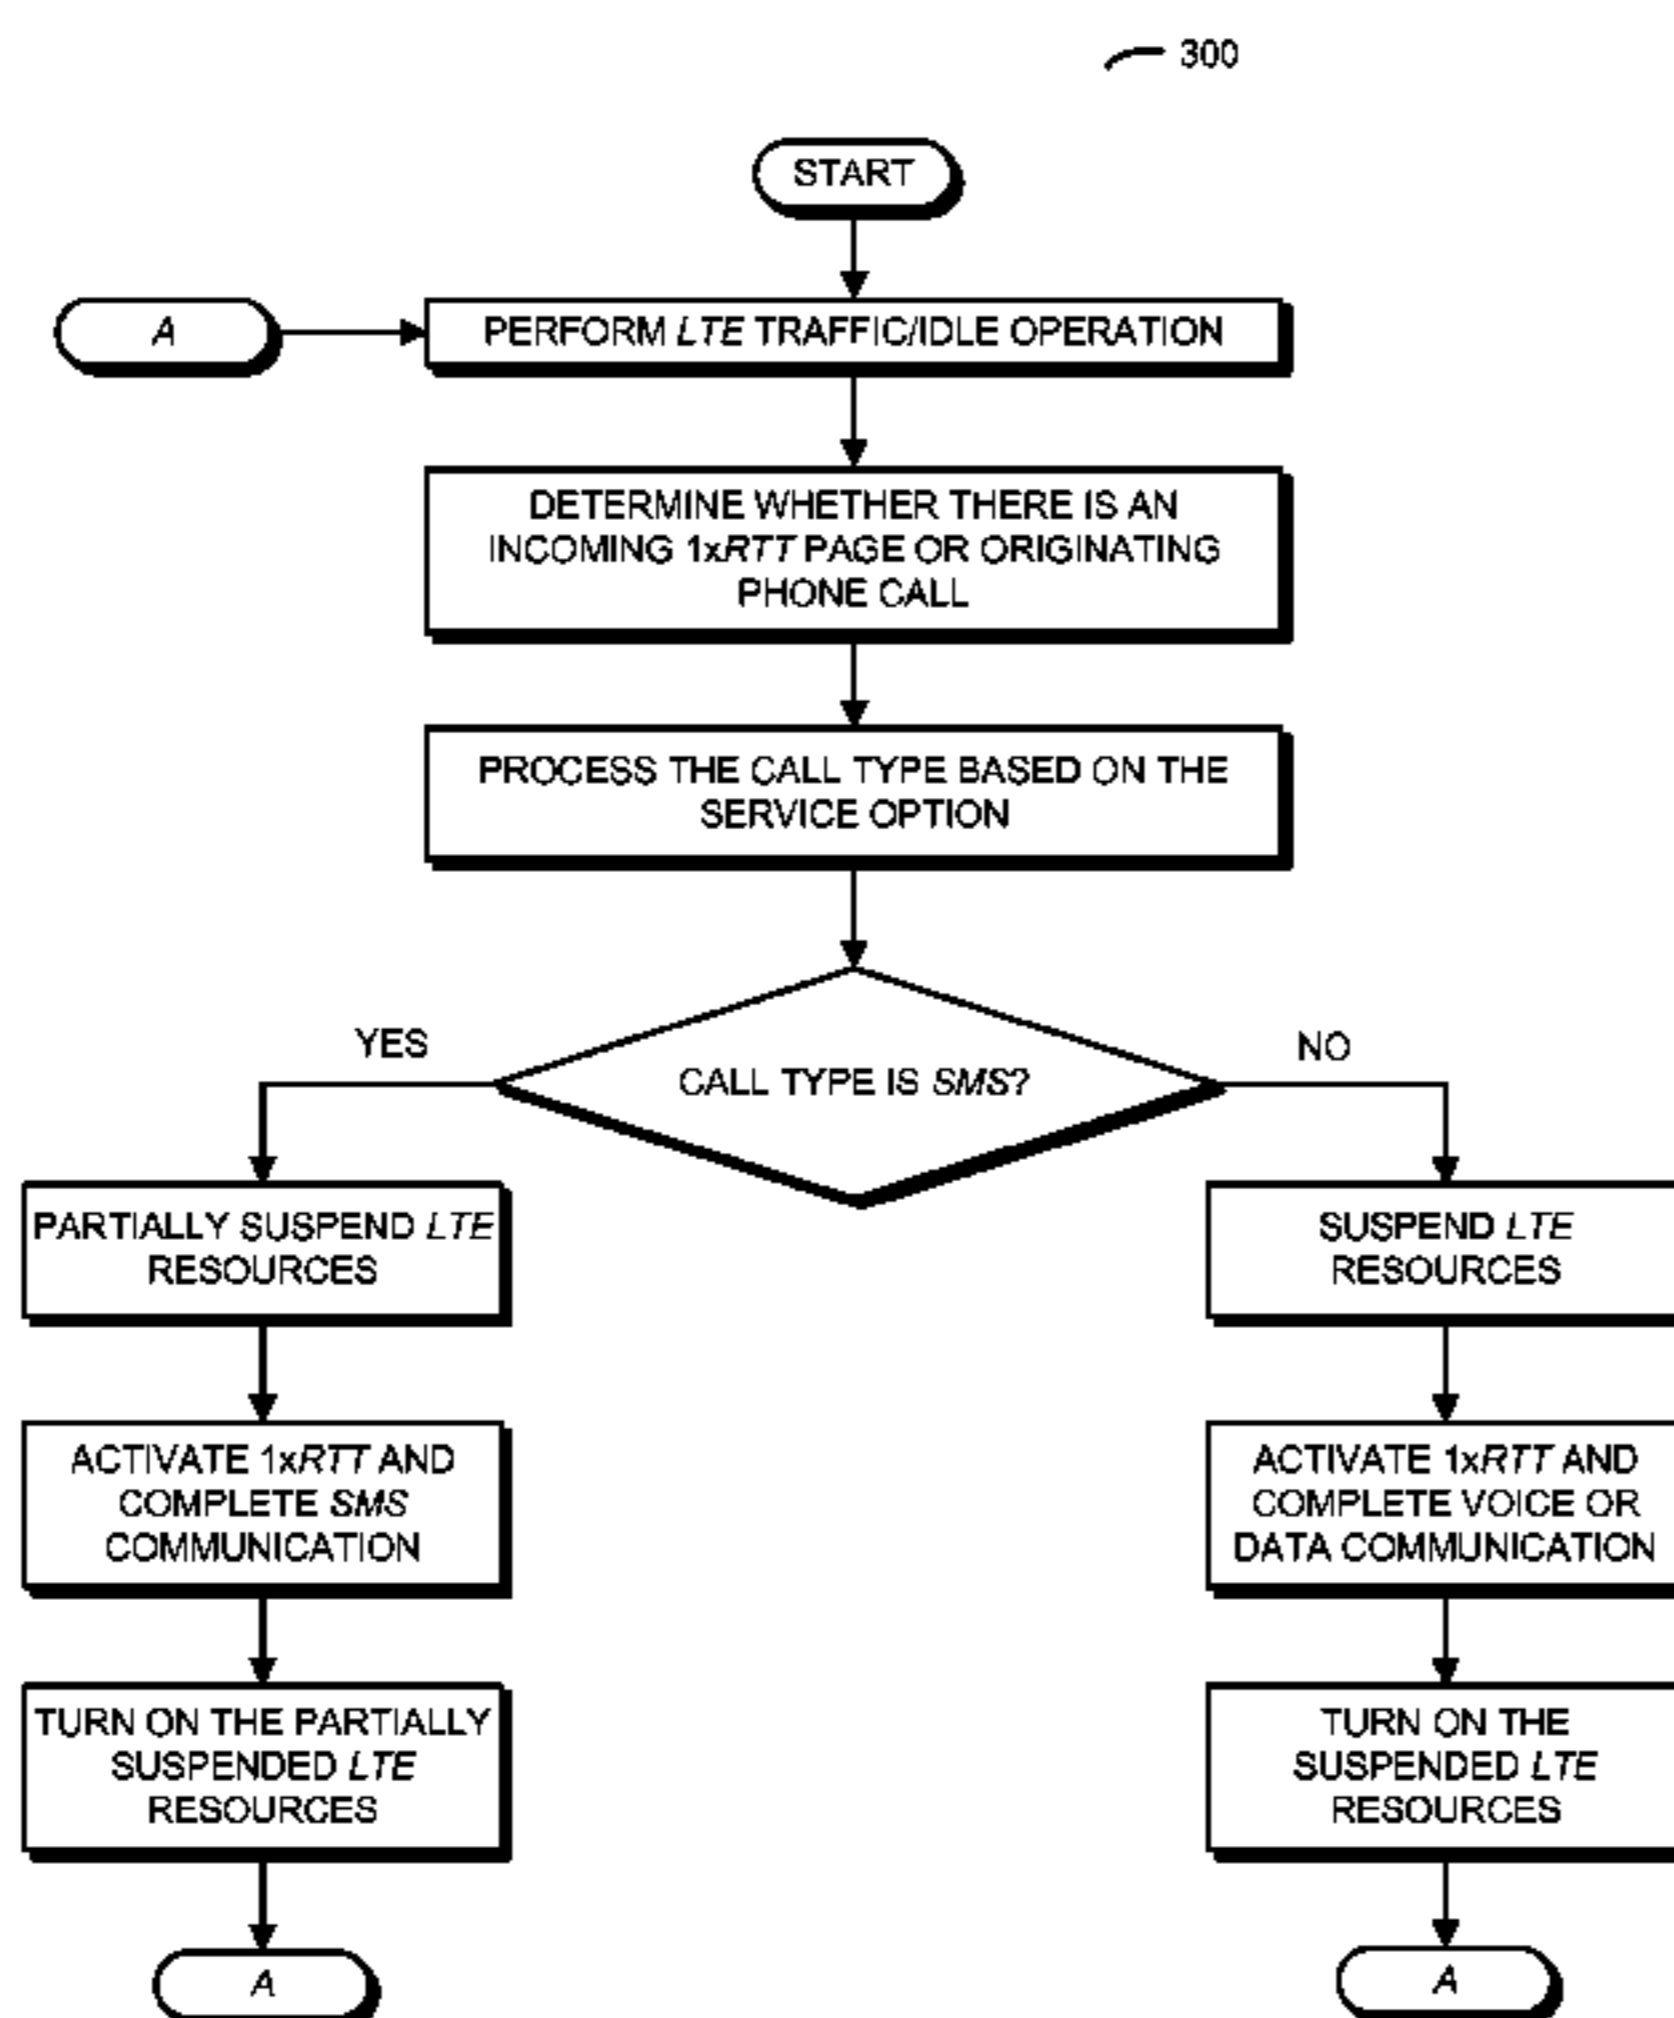 300
START
A
PERFORM LTE TRAFFIC/IDLE OPERATION
DETERMINE WHETHER THERE IS AN
INCOMING 1xRTT PAGE OR ORIGINATING
PHONE CALL
PROCESS THE CALL TYPE BASED ON THE
SERVICE OPTION
CALL TYPE IS SMS?
YES
NO
PARTIALLY SUSPEND LTE
RESOURCES
ACTIVATE 1xRTT AND
COMPLETE SMS
COMMUNICATION
TURN ON THE PARTIALLY
SUSPENDED LTE
RESOURCES
A
SUSPEND LTE
RESOURCES
ACTIVATE 1xRTT AND
COMPLETE VOICE OR
DATA COMMUNICATION
TURN ON THE
SUSPENDED LTE
RESOURCES
A